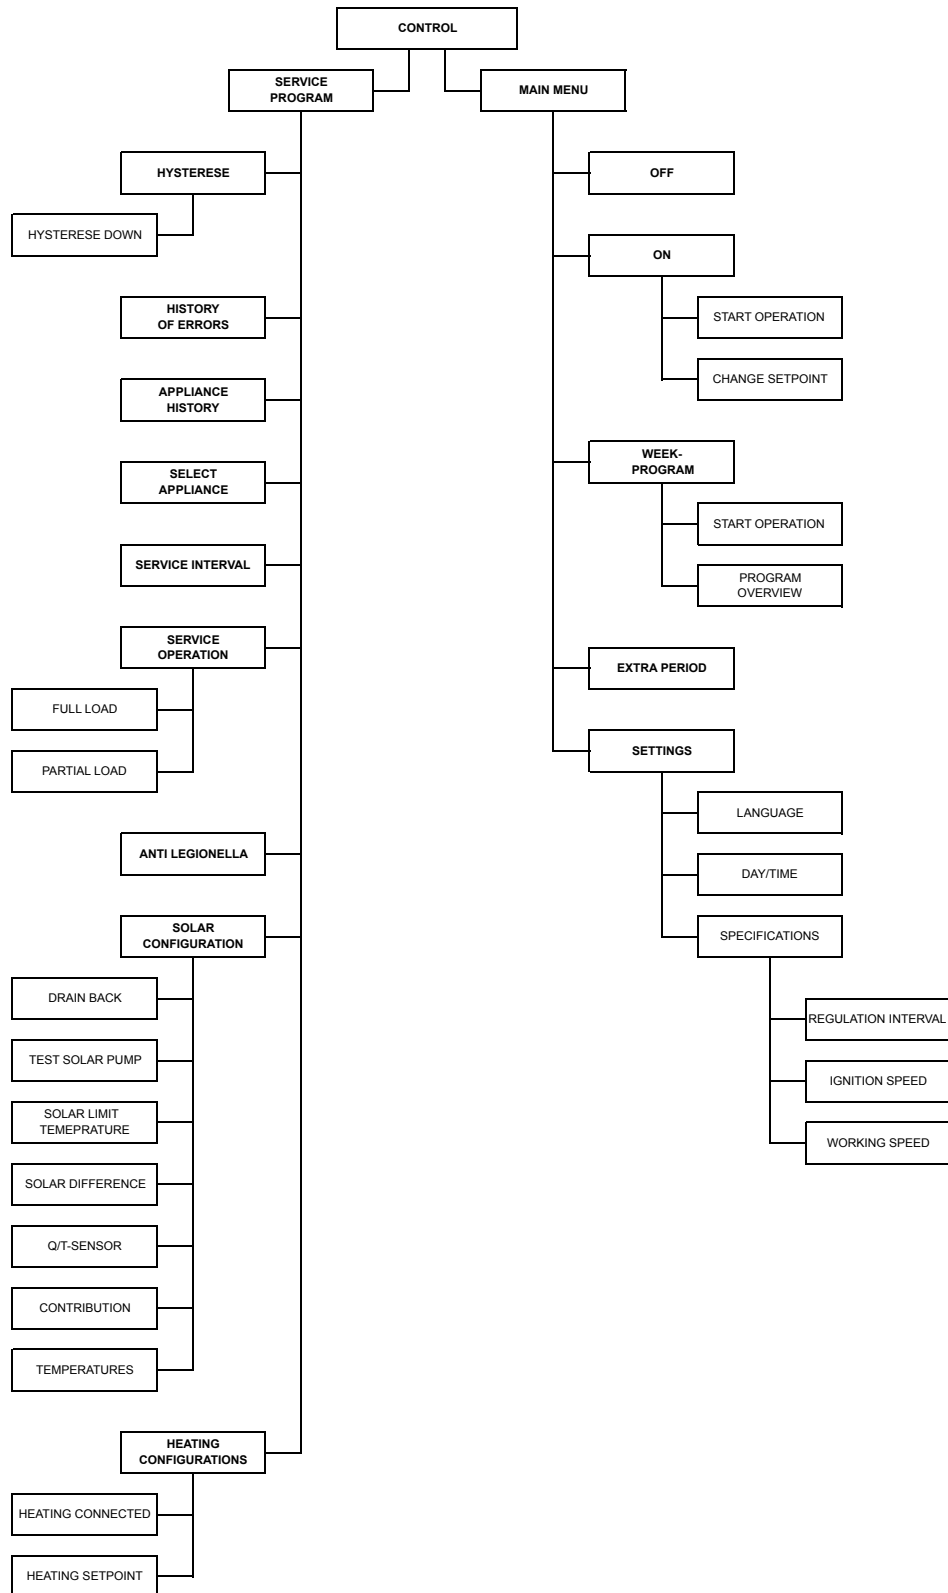 CONTROL
SERVICE
PROGRAM
MAIN MENU
HYSTERESE
HYSTERESE DOWN
HISTORY
OF ERRORS
APPLIANCE
HISTORY
SELECT
APPLIANCE
SERVICE INTERVAL
SERVICE
OPERATION
FULL LOAD
PARTIAL LOAD
ANTI LEGIONELLA
SOLAR
CONFIGURATION
DRAIN BACK
TEST SOLAR PUMP
SOLAR LIMIT
TEMEPRATURE
SOLAR DIFFERENCE
Q/T-SENSOR
CONTRIBUTION
TEMPERATURES
HEATING
CONFIGURATIONS
HEATING CONNECTED
HEATING SETPOINT
OFF
ON
START OPERATION
CHANGE SETPOINT
WEEK-
PROGRAM
START OPERATION
PROGRAM
OVERVIEW
EXTRA PERIOD
SETTINGS
LANGUAGE
DAY/TIME
SPECIFICATIONS
REGULATION INTERVAL
IGNITION SPEED
WORKING SPEED